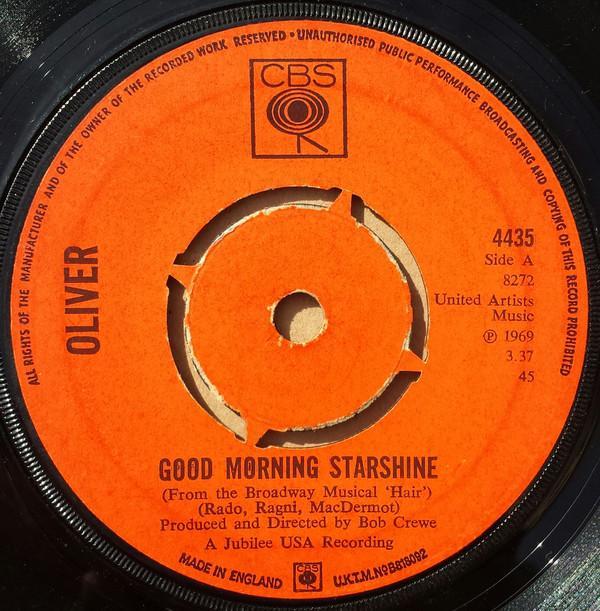 ALL RIGHTS OF THE MANUFACTURER AND OF THE OWNER OF THE RECORDED WORK RESERVED • UNAUTHORISED PUBLIC PERFORMANCE BROADCASTING AND COPYING OF THIS RECORD PROHIBITED
CBS
OLIVER
4435
Side A
8272
United Artists
Music
℗ 1969
3.37
45
GOOD MORNING STARSHINE
(From the Broadway Musical 'Hair')
(Rado, Ragni, MacDermot)
Produced and Directed by Bob Crewe
A Jubilee USA Recording
MADE IN ENGLAND CBS U.K.T.M. Nº B818092